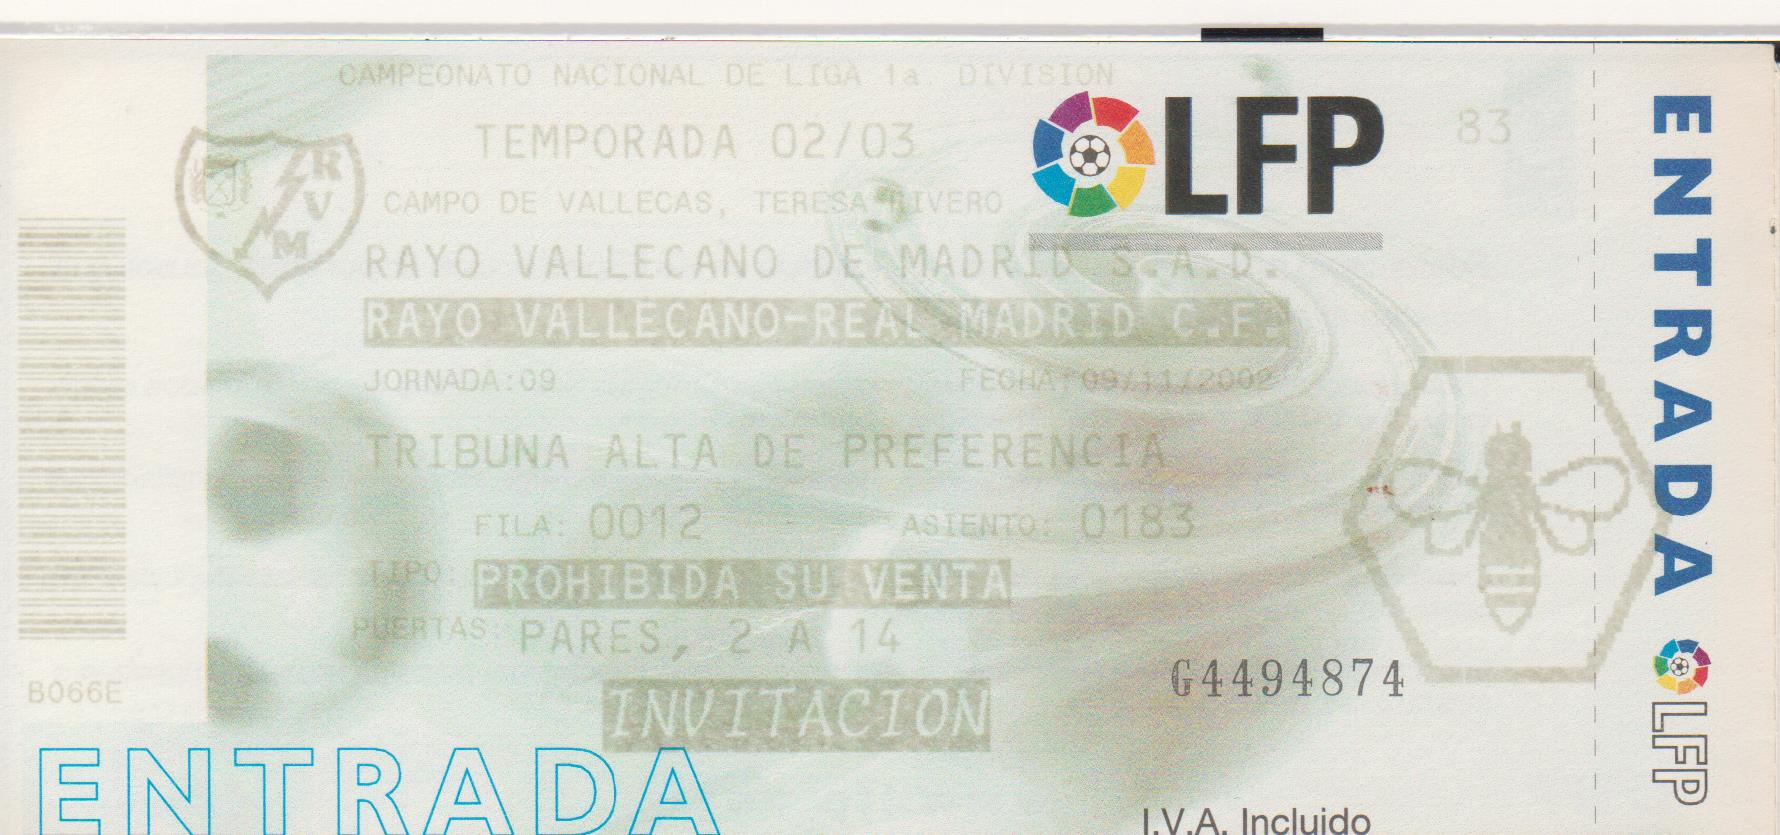 CAMPEONATO NACIONAL DE LIGA 1a. DIVISION
TEMPORADA 02/03
LFP
83
RVM
CAMPO DE VALLECAS, TERESA RIVERO
RAYO VALLECANO DE MADRID S.A.D.
RAYO VALLECANO-REAL MADRID C.F.
JORNADA:09 FECHA:09/11/2002
TRIBUNA ALTA DE PREFERENCIA
FILA: 0012 ASIENTO: 0183
TIPO: PROHIBIDA SU VENTA
PUERTAS: PARES, 2 A 14
G4494874
B066E
INVITACION
ENTRADA
I.V.A. Incluido
ENTRADA LFP